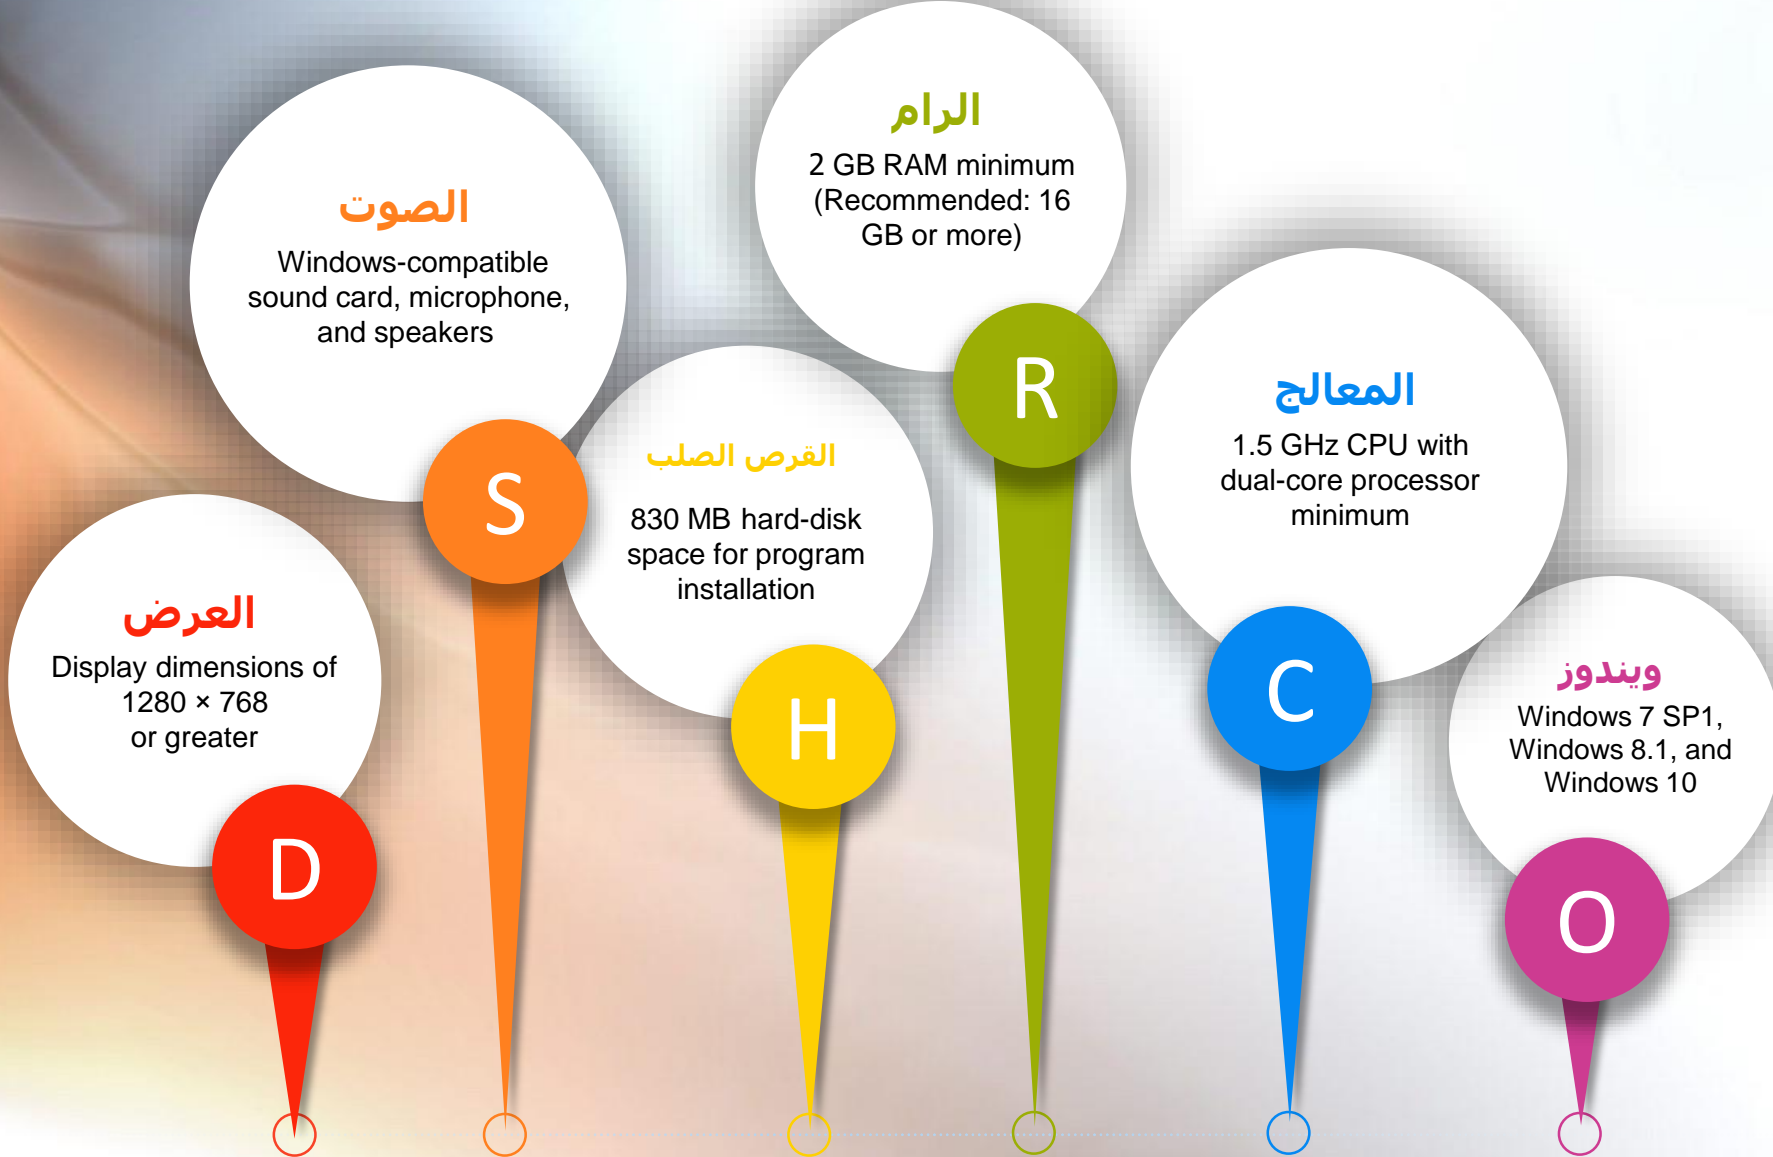 العرض
Display dimensions of
1280 × 768
or greater
D
الصوت
Windows-compatible
sound card, microphone,
and speakers
S
القرص الصلب
830 MB hard-disk
space for program
installation
H
الرام
2 GB RAM minimum
(Recommended: 16
GB or more)
R
المعالج
1.5 GHz CPU with
dual-core processor
minimum
C
ويندوز
Windows 7 SP1,
Windows 8.1, and
Windows 10
O